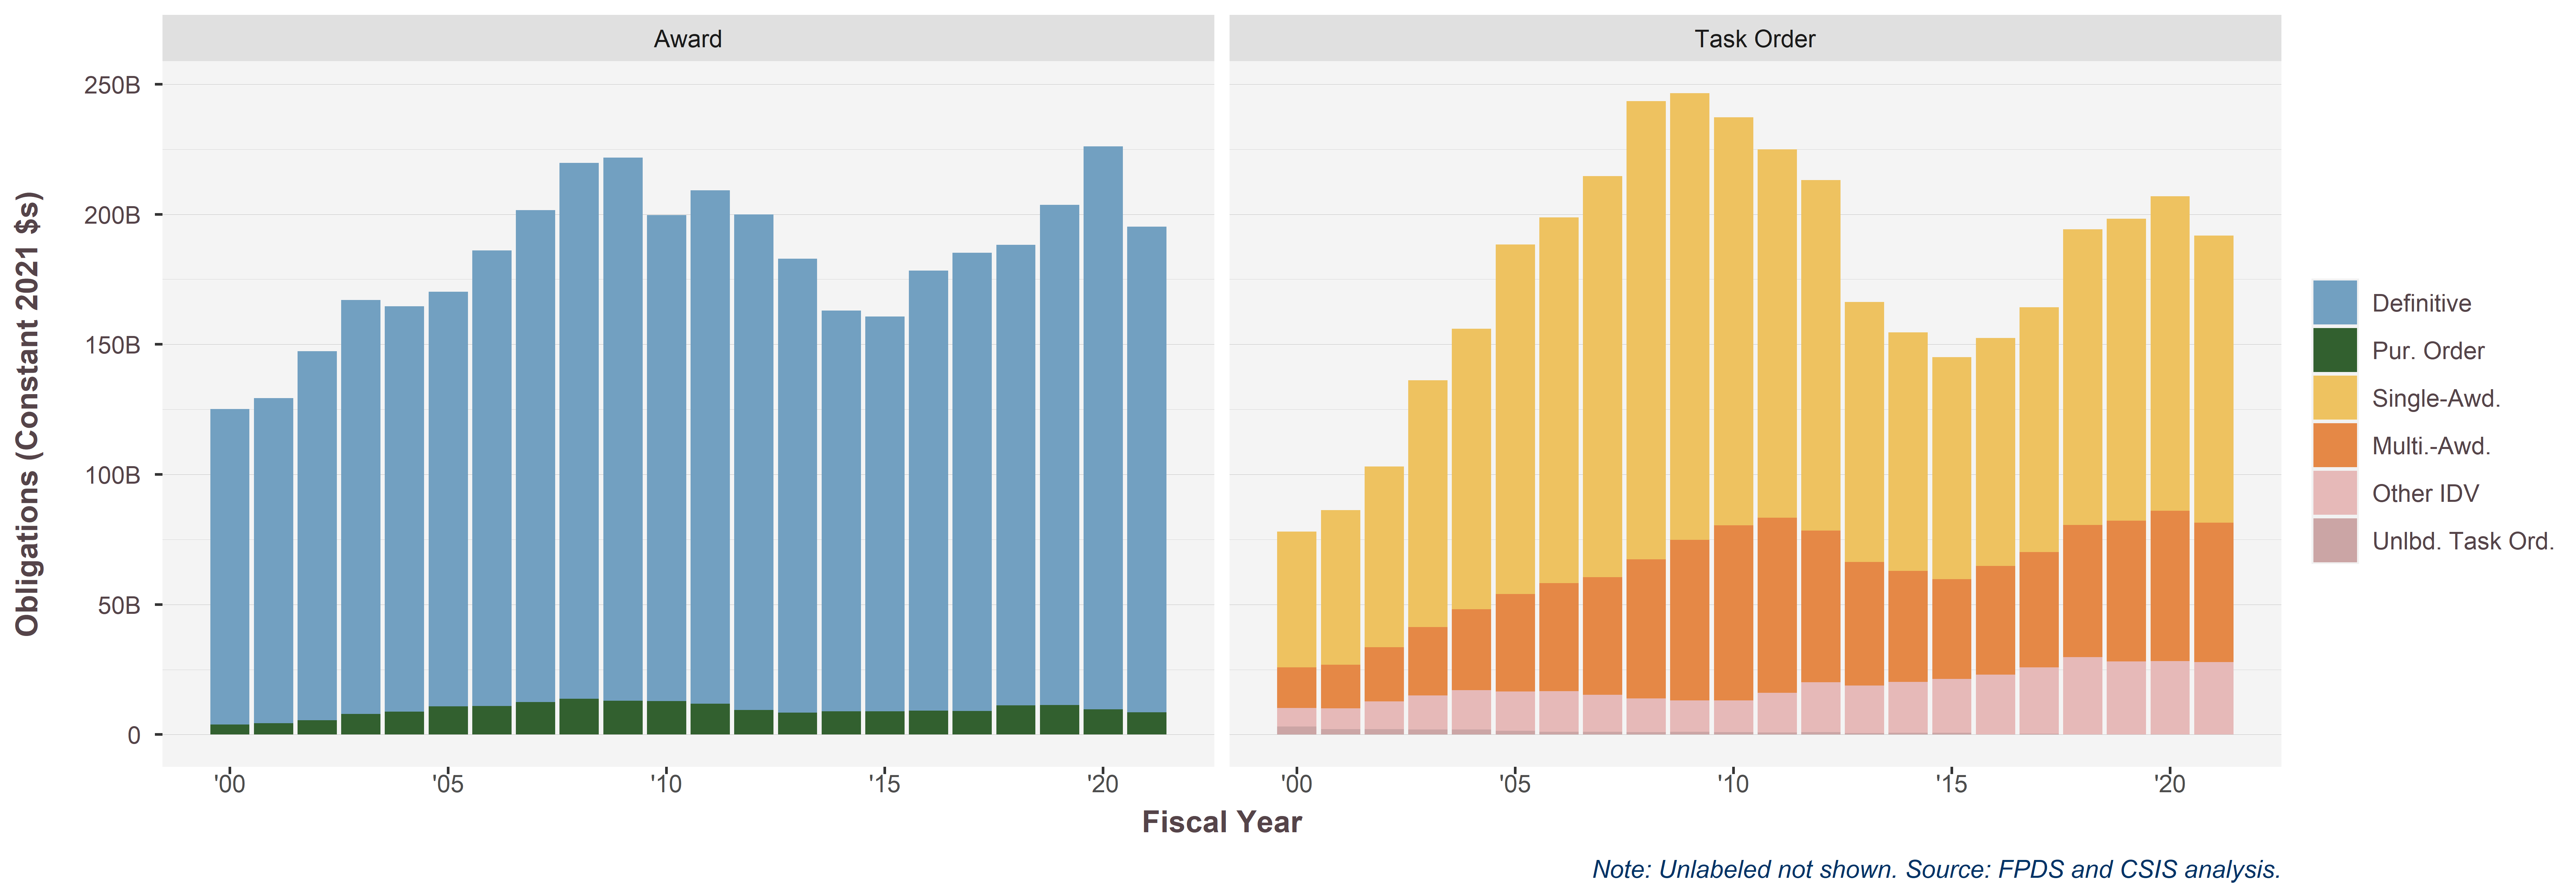 Award
Task Order
Obligations (Constant 2021 $s)
250B
200B
150B
100B
50B
0
'00
'05
'10
'15
'20
'00
'05
'10
'15
'20
Fiscal Year
Definitive
Pur. Order
Single-Awd.
Multi.-Awd.
Other IDV
Unlbd. Task Ord.
Note: Unlabeled not shown. Source: FPDS and CSIS analysis.